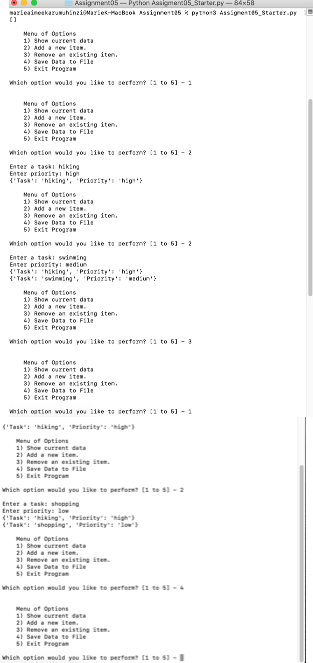 Assignment05 — Python Assigment05_Starter.py — 84×58
marieaimeekarumuhinzi@MarieK-MacBook Assignment05 % python3 Assigment05_Starter.py
[]
Menu of Options
1) Show current data
2) Add a new item.
3) Remove an existing item.
4) Save Data to File
5) Exit Program
Which option would you like to perform? [1 to 5] - 1
Menu of Options
1) Show current data
2) Add a new item.
3) Remove an existing item.
4) Save Data to File
5) Exit Program
Which option would you like to perform? [1 to 5] - 2
Enter a task: hiking
Enter priority: high
{'Task': 'hiking', 'Priority': 'high'}
Menu of Options
1) Show current data
2) Add a new item.
3) Remove an existing item.
4) Save Data to File
5) Exit Program
Which option would you like to perform? [1 to 5] - 2
Enter a task: swimming
Enter priority: medium
{'Task': 'hiking', 'Priority': 'high'}
{'Task': 'swimming', 'Priority': 'medium'}
Menu of Options
1) Show current data
2) Add a new item.
3) Remove an existing item.
4) Save Data to File
5) Exit Program
Which option would you like to perform? [1 to 5] - 3
Menu of Options
1) Show current data
2) Add a new item.
3) Remove an existing item.
4) Save Data to File
5) Exit Program
Which option would you like to perform? [1 to 5] - 1
{'Task': 'hiking', 'Priority': 'high'}
Menu of Options
1) Show current data
2) Add a new item.
3) Remove an existing item.
4) Save Data to File
5) Exit Program
Which option would you like to perform? [1 to 5] - 2
Enter a task: shopping
Enter priority: low
{'Task': 'hiking', 'Priority': 'high'}
{'Task': 'shopping', 'Priority': 'low'}
Menu of Options
1) Show current data
2) Add a new item.
3) Remove an existing item.
4) Save Data to File
5) Exit Program
Which option would you like to perform? [1 to 5] - 4
Menu of Options
1) Show current data
2) Add a new item.
3) Remove an existing item.
4) Save Data to File
5) Exit Program
Which option would you like to perform? [1 to 5] -